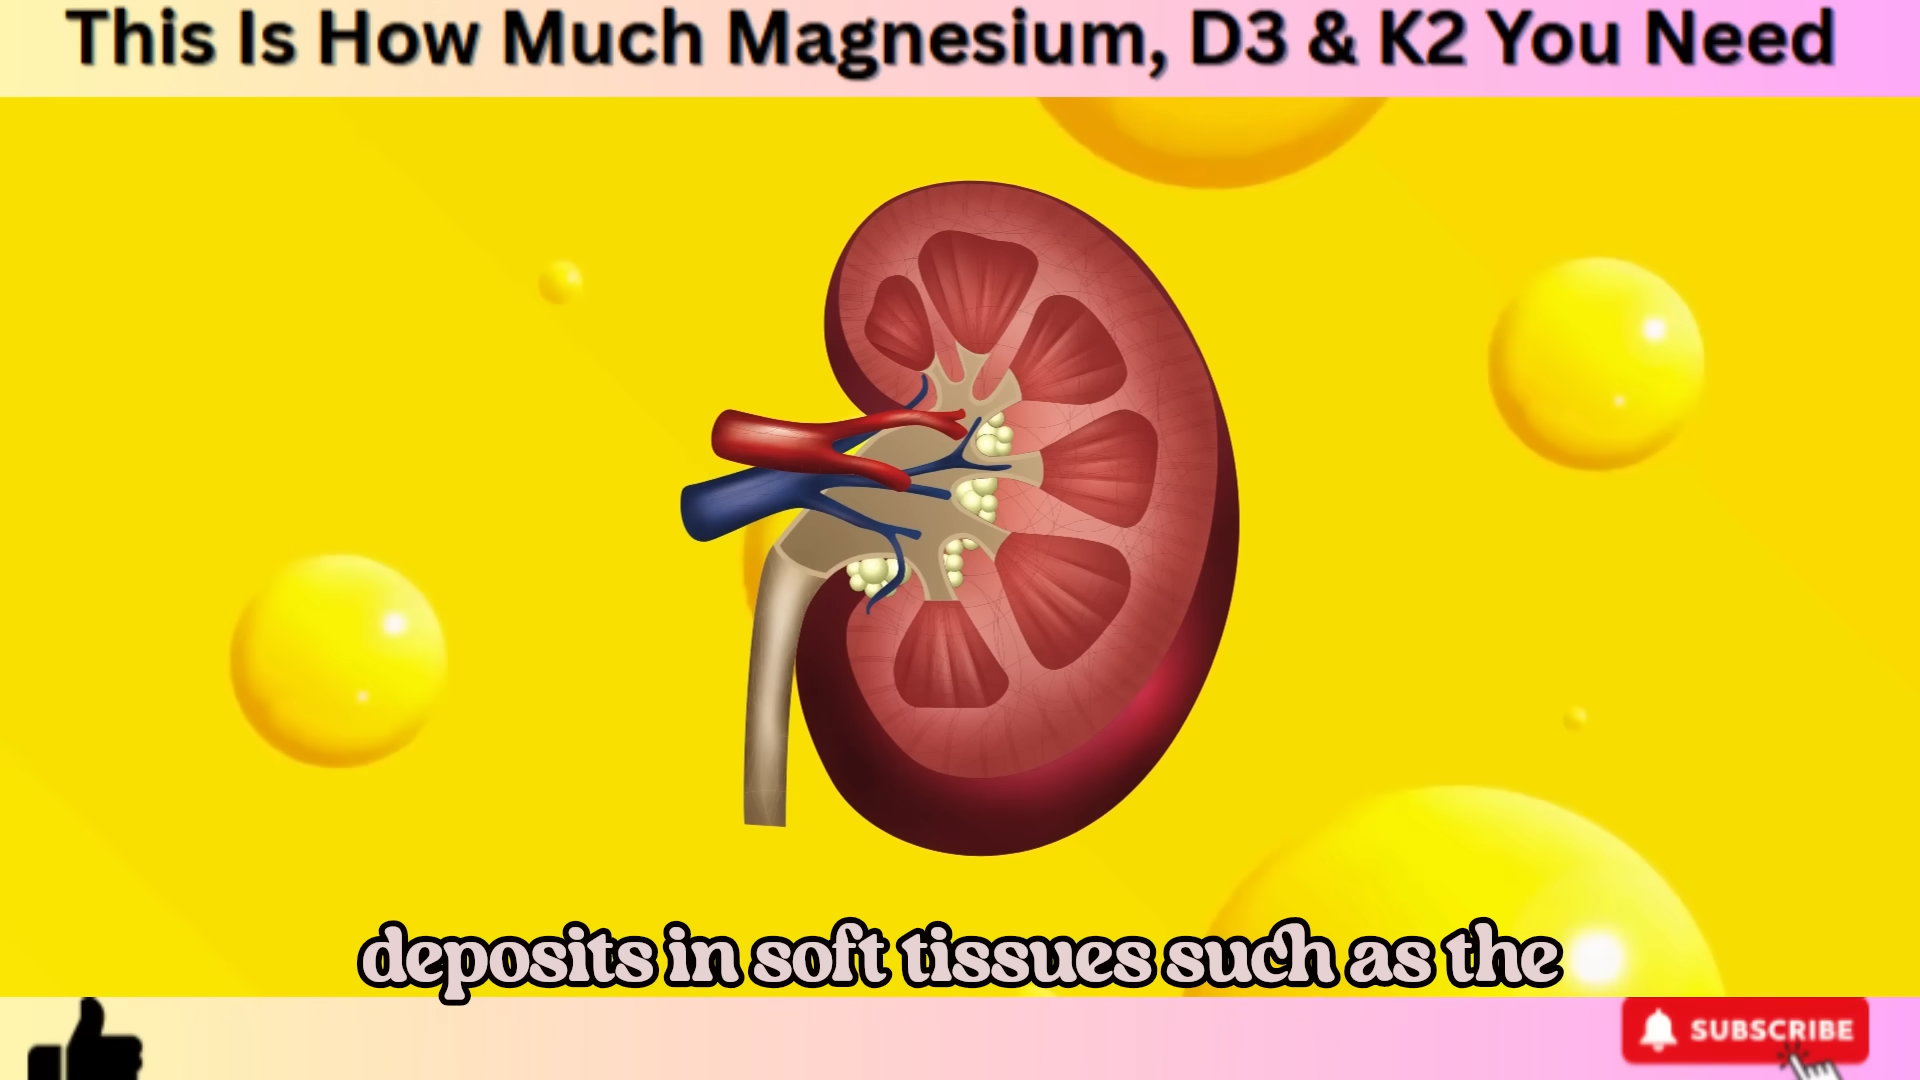 This Is How Much Magnesium, D3 & K2 You Need
deposits in soft tissues such as the
SUBSCRIBE